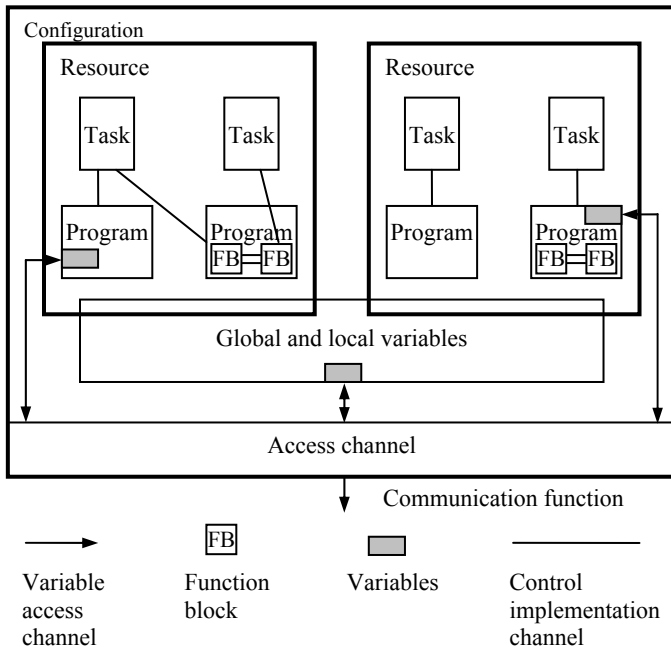 Configuration
Resource
Resource
Task
Task
Task
Task
Program
Program
Program
Program
FB
FB
FB
FB
Global and local variables
Access channel
Communication function
FB
Variable
access
channel
Function
block
Variables
Control
implementation
channel